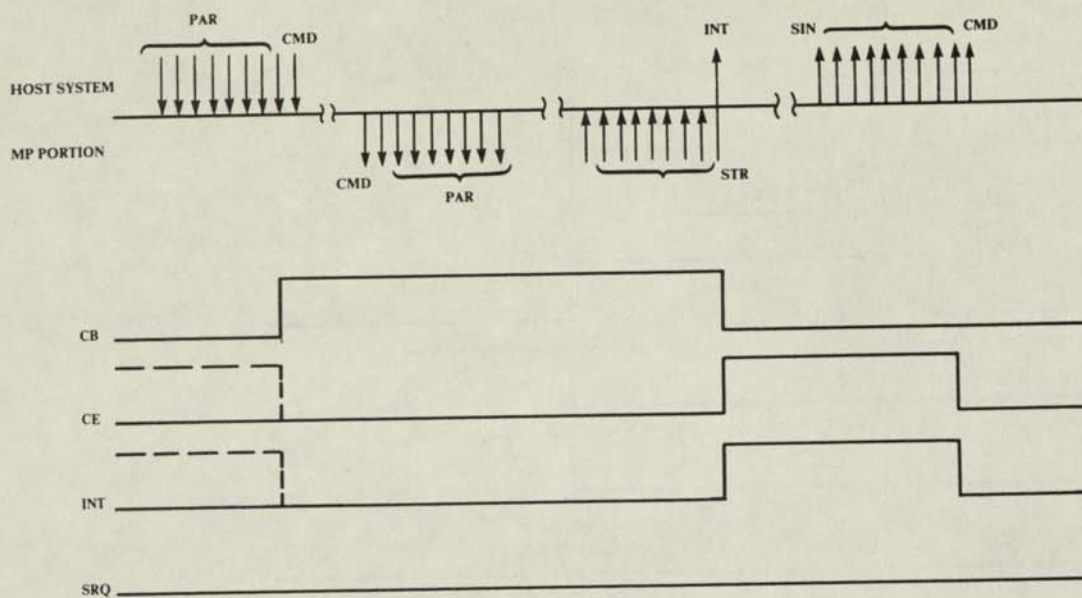 PAR
CMD
INT
SIN
CMD
HOST SYSTEM
MP PORTION
CMD
PAR
STR
CB
CE
INT
SRQ